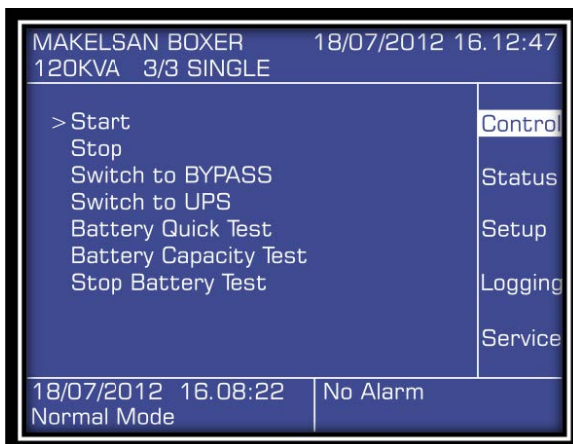 MAKELSAN BOXER 18/07/2012 16.12:47
120KVA 3/3 SINGLE
>Start
Stop
Switch to BYPASS
Switch to UPS
Battery Quick Test
Battery Capacity Test
Stop Battery Test
Control
Status
Setup
Logging
Service
18/07/2012 16.08:22
Normal Mode
No Alarm